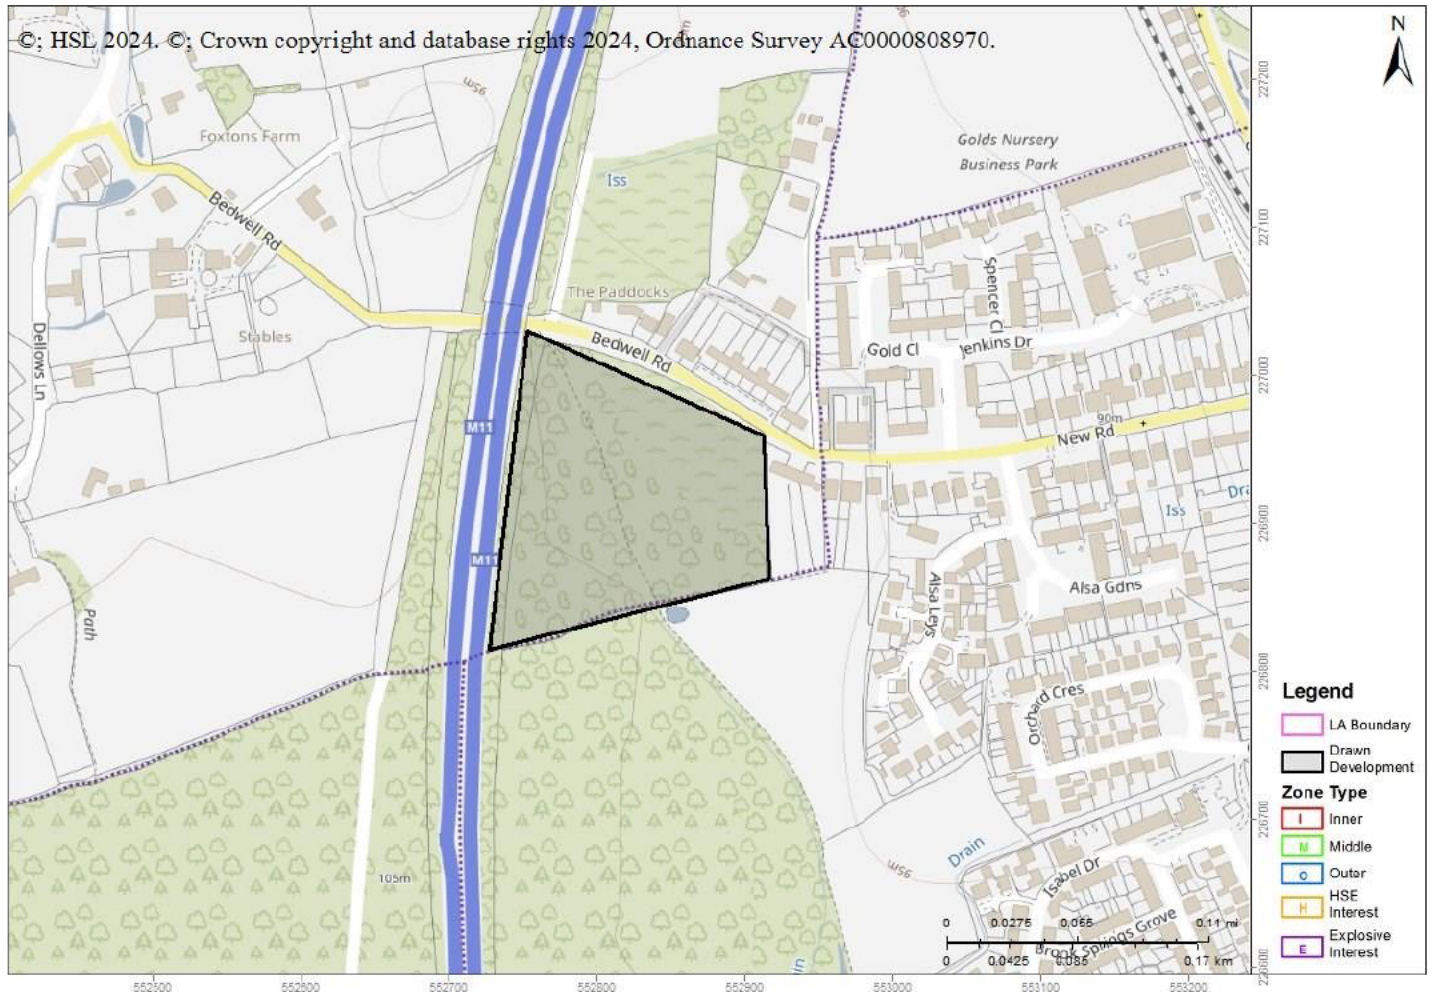 ©; HSL 2024. ©; Crown copyright and database rights 2024, Ordnance Survey AC0000808970.
N
95m
Foxtons Farm
Golds Nursery
Business Park
Iss
Bedwell Rd
The Paddocks
Stables
Dellows Ln
Bedwell Rd
Spencer Cl
Gold Cl
Jenkins Dr
M11
90m
New Rd
Iss
M11
Path
Alsa Leys
Alsa Gdns
Orchard Cres
105m
95m
Drain
Isabel Dr
Brook Springs Grove
0 0.0275 0.055 0.11 mi
0 0.0425 0.085 0.17 km
227200
227100
227000
226900
226800
226700
226600
552500 552600 552700 552800 552900 553000 553100 553200
Legend
LA Boundary
Drawn
Development
Zone Type
I Inner
M Middle
O Outer
H HSE
Interest
E Explosive
Interest